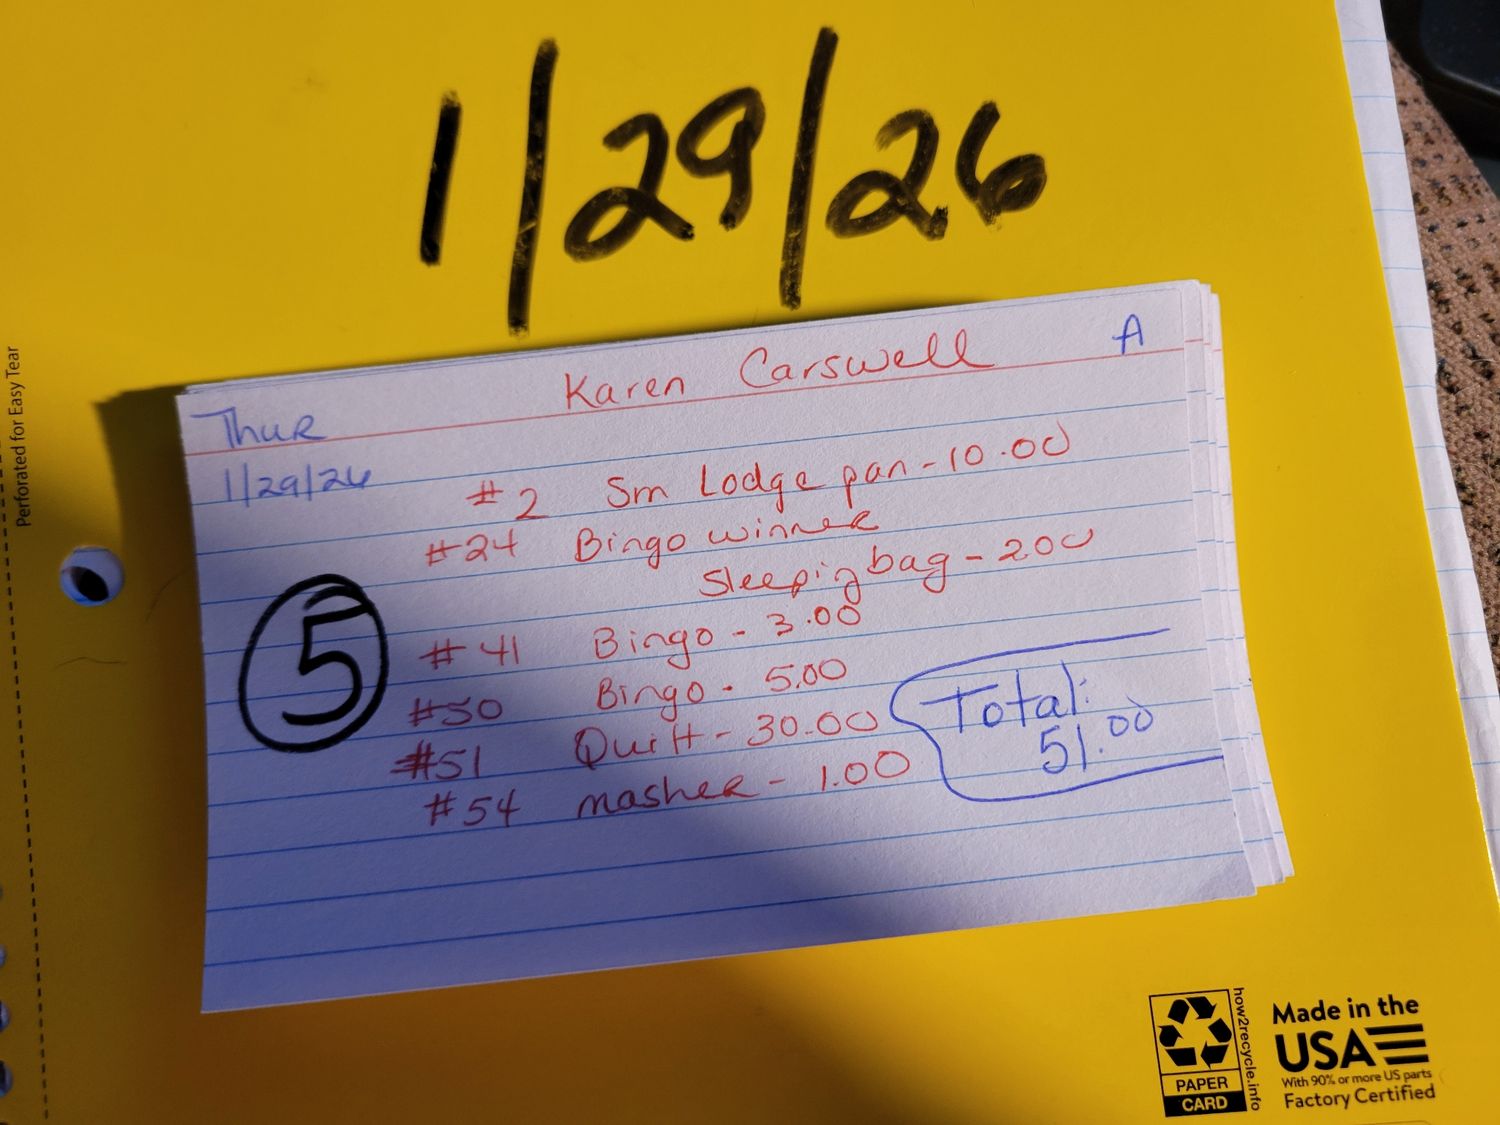 1/29/26
Perforated for Easy Tear
Karen Carswell A
Thur
1/29/26
#2 Sm Lodge pan - 10.00
#24 Bingo winner
Sleeping bag - 200
#41 Bingo - 3.00
#50 Bingo - 5.00
#51 Quilt - 30.00
#54 masher - 1.00
5
Total:
51.00
how2recycle.info
PAPER
CARD
Made in the
USA
With 90% or more US parts
Factory Certified